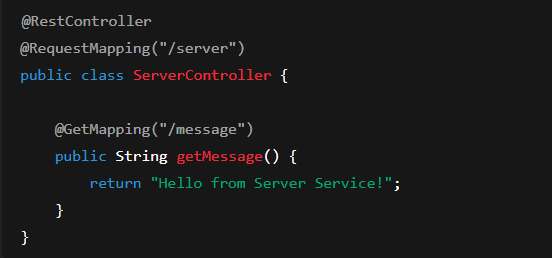 @RestController
@RequestMapping("/server")
public class ServerController {
    @GetMapping("/message")
    public String getMessage() {
        return "Hello from Server Service!";
    }
}